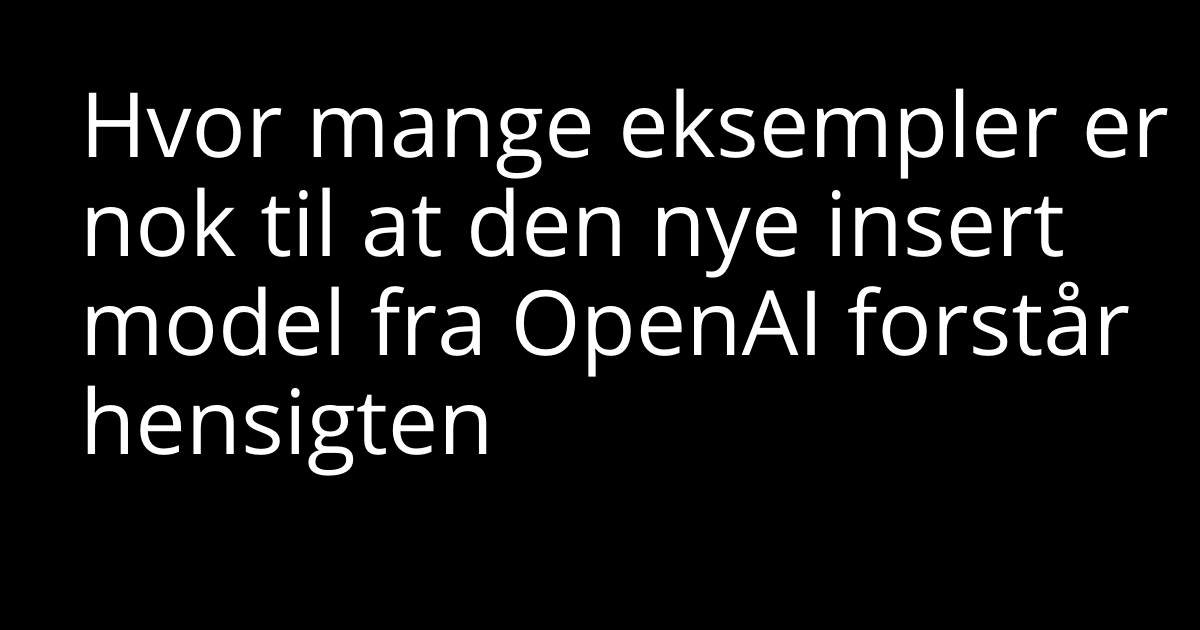 Hvor mange eksempler er
nok til at den nye insert
model fra OpenAI forstår
hensigten